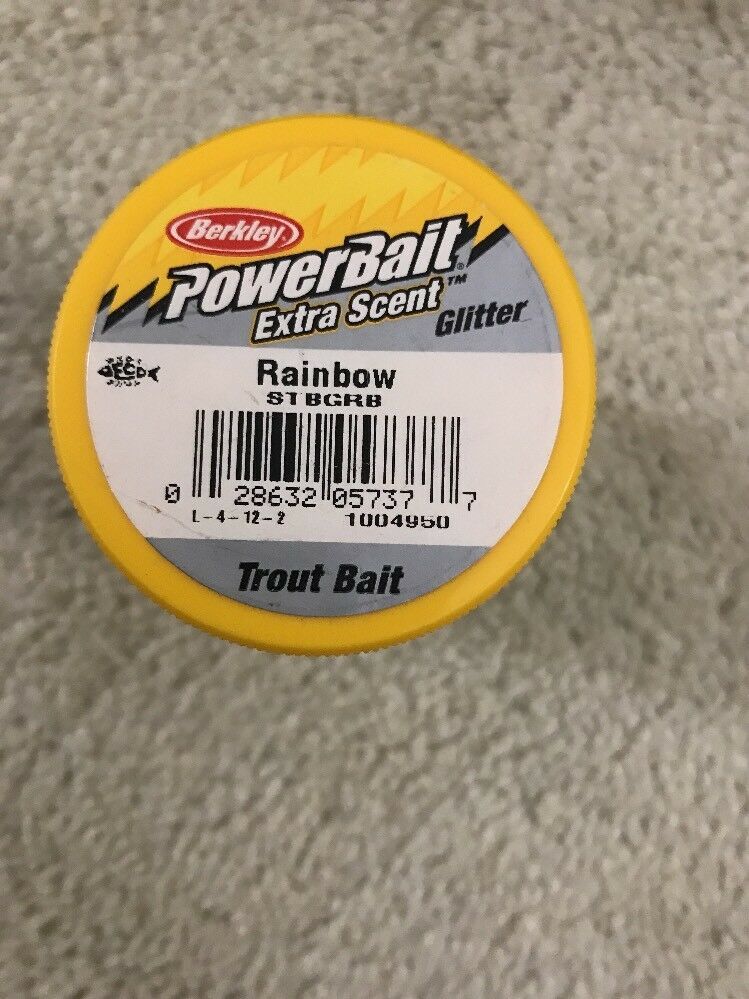 Berkley
PowerBait®
Extra Scent™
Glitter
Rainbow
STBGRB
0 28632 05737 7
L-4-12-2 1004950
Trout Bait